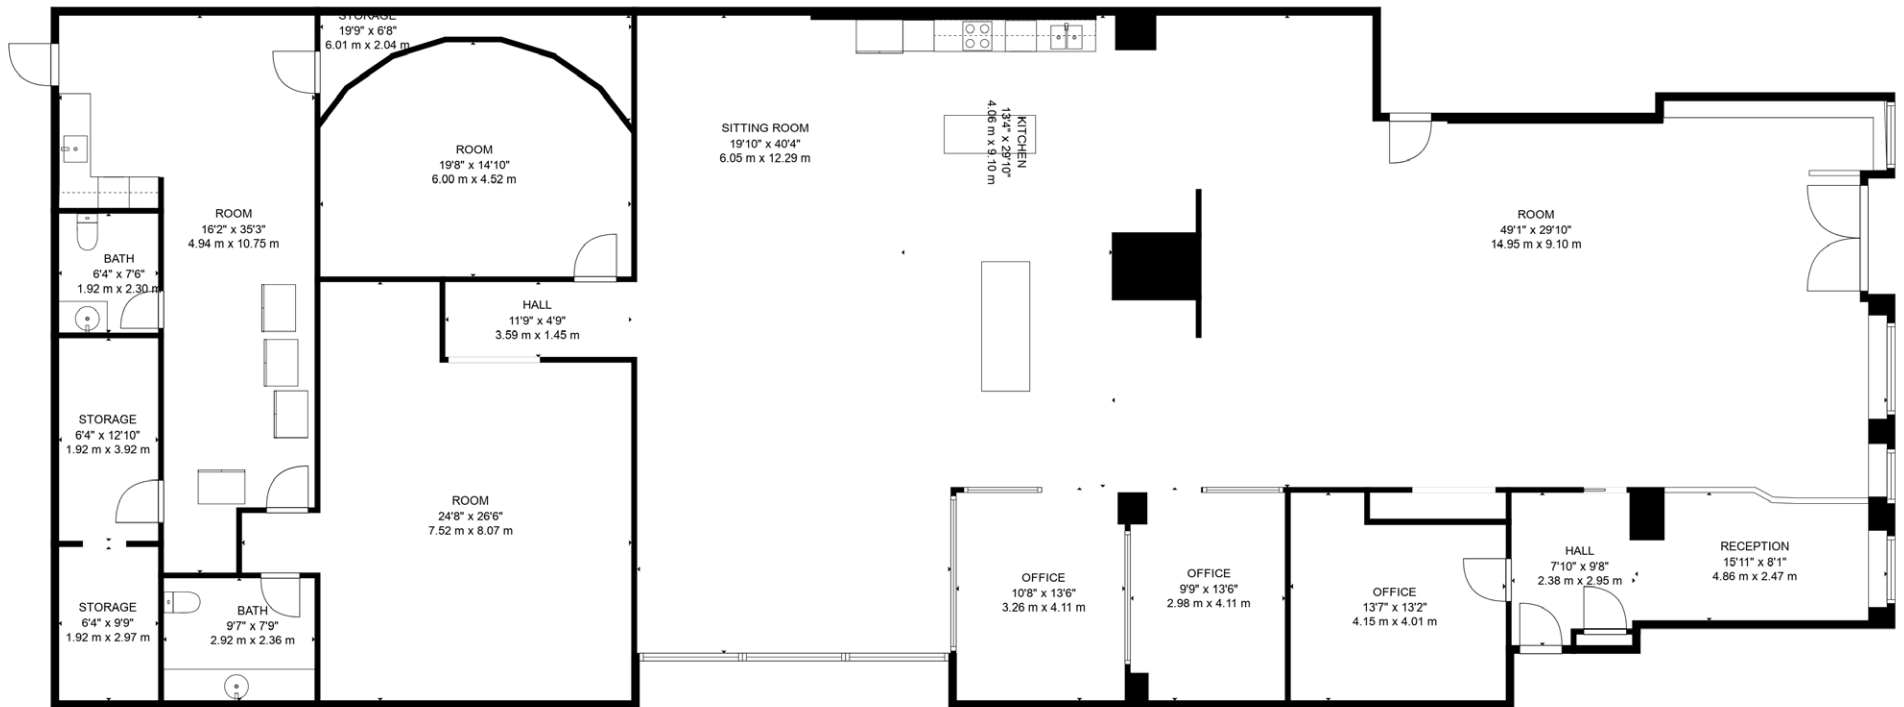 STORAGE
19'9" x 6'8"
6.01 m x 2.04 m
ROOM
19'8" x 14'10"
6.00 m x 4.52 m
SITTING ROOM
19'10" x 40'4"
6.05 m x 12.29 m
KITCHEN
13'4" x 29'10"
4.06 m x 9.10 m
ROOM
16'2" x 35'3"
4.94 m x 10.75 m
ROOM
49'1" x 29'10"
14.95 m x 9.10 m
BATH
6'4" x 7'6"
1.92 m x 2.30 m
HALL
11'9" x 4'9"
3.59 m x 1.45 m
STORAGE
6'4" x 12'10"
1.92 m x 3.92 m
ROOM
24'8" x 26'6"
7.52 m x 8.07 m
STORAGE
6'4" x 9'9"
1.92 m x 2.97 m
BATH
9'7" x 7'9"
2.92 m x 2.36 m
OFFICE
10'8" x 13'6"
3.26 m x 4.11 m
OFFICE
9'9" x 13'6"
2.98 m x 4.11 m
OFFICE
13'7" x 13'2"
4.15 m x 4.01 m
HALL
7'10" x 9'8"
2.38 m x 2.95 m
RECEPTION
15'11" x 8'1"
4.86 m x 2.47 m